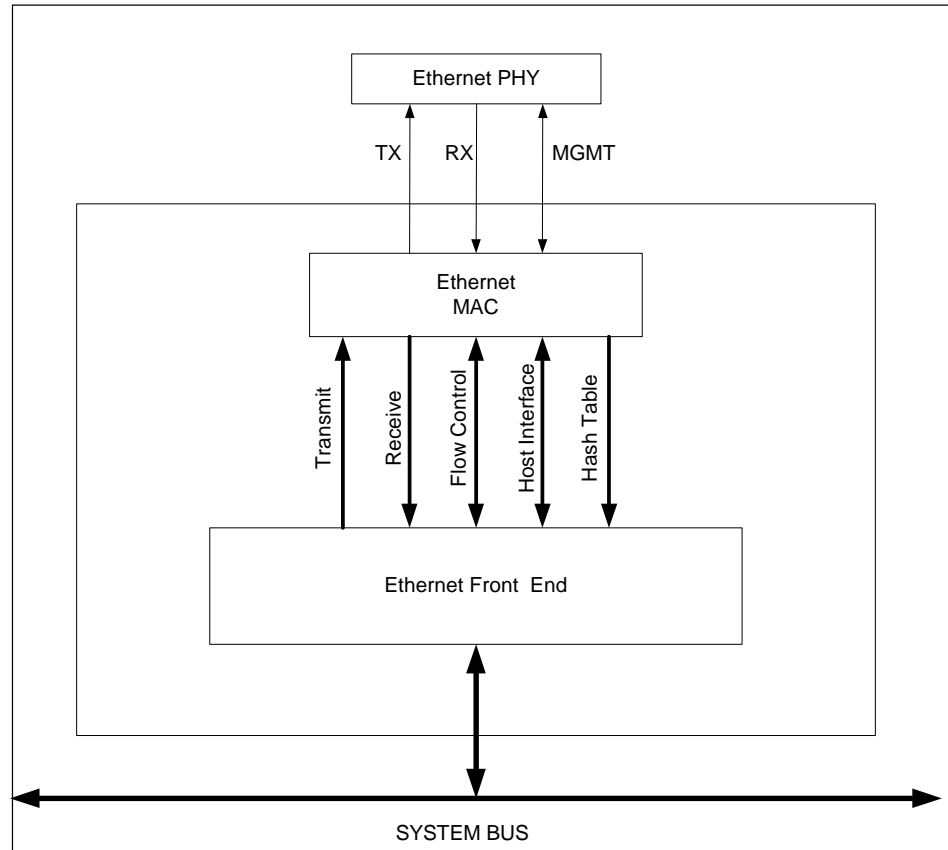 Ethernet PHY
TX
RX
MGMT
Ethernet
MAC
Transmit
Receive
Flow Control
Host Interface
Hash Table
Ethernet Front End
SYSTEM BUS